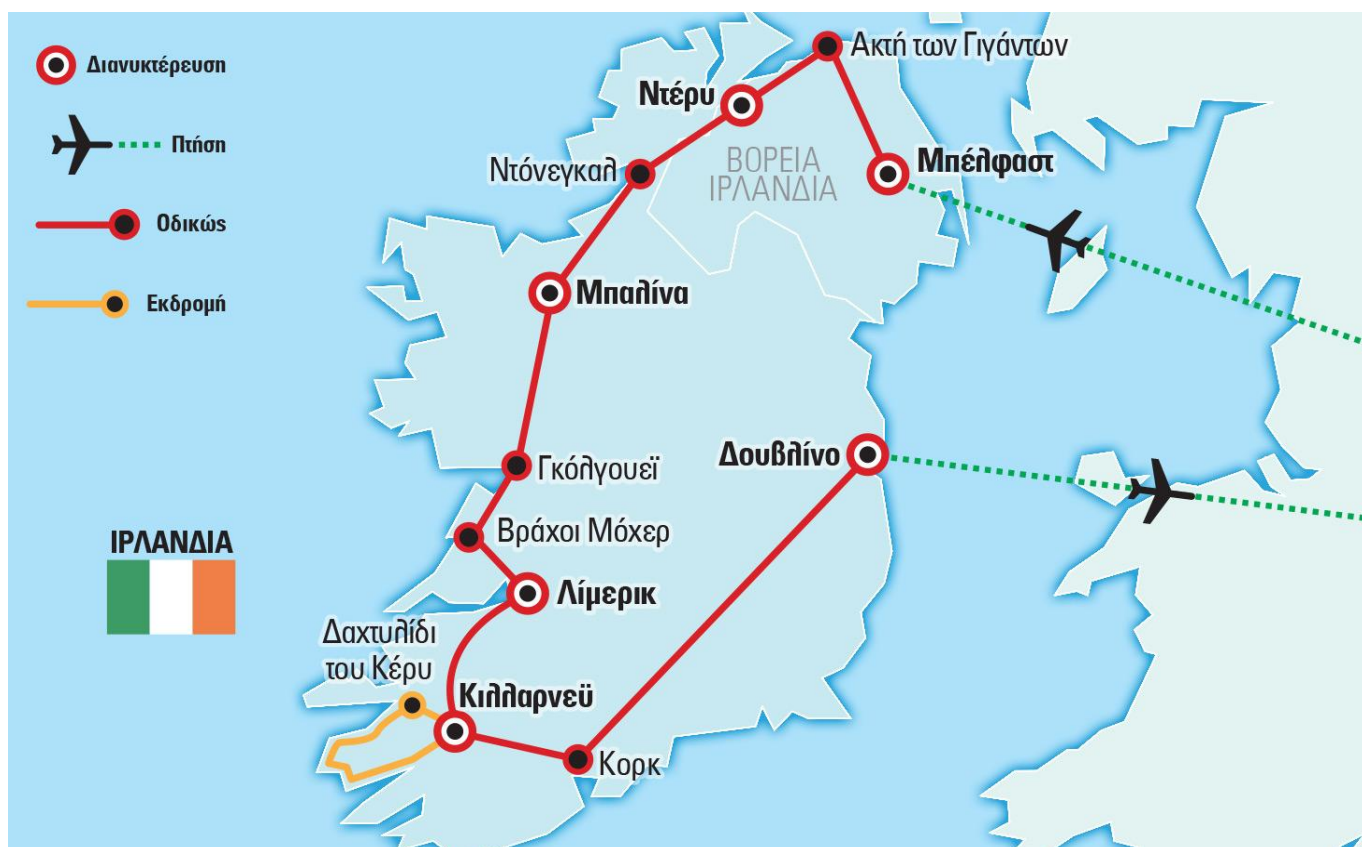 Διανυκτέρευση
Πτήση
Οδικώς
Εκδρομή
Ακτή των Γιγάντων
Ντέρυ
ΒΟΡΕΙΑ
ΙΡΛΑΝΔΙΑ
Μπέλφαστ
Ντόνεγκαλ
Μπαλίνα
Δουβλίνο
Γκόλγουεϊ
Βράχοι Μόχερ
ΙΡΛΑΝΔΙΑ
Λίμερικ
Δαχτυλίδι
του Κέρυ
Κιλλαρνεϋ
Κορκ